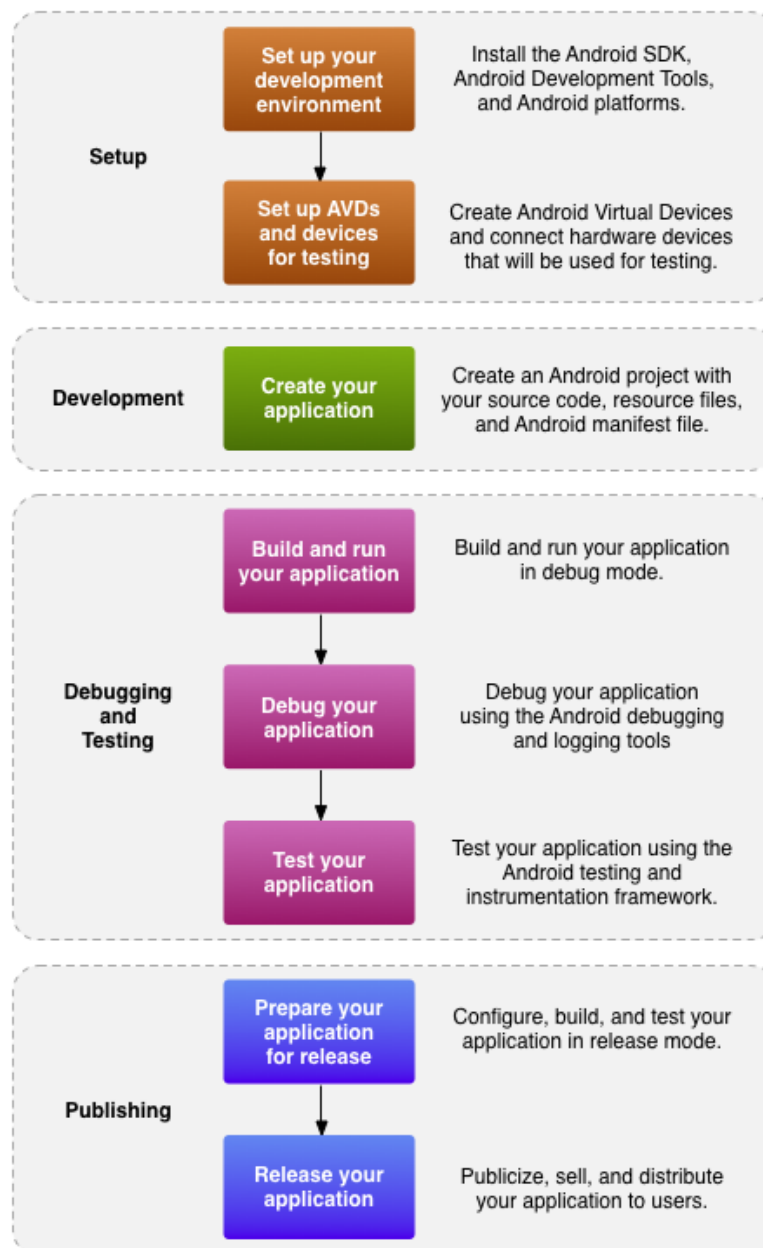 Set up your
development
environment
Install the Android SDK,
Android Development Tools,
and Android platforms.
Setup
Set up AVDs
and devices
for testing
Create Android Virtual Devices
and connect hardware devices
that will be used for testing.
Development
Create your
application
Create an Android project with
your source code, resource files,
and Android manifest file.
Build and run
your application
Build and run your application
in debug mode.
Debugging
and
Testing
Debug your
application
Debug your application
using the Android debugging
and logging tools
Test your
application
Test your application using the
Android testing and
instrumentation framework.
Prepare your
application
for release
Configure, build, and test your
application in release mode.
Publishing
Release your
application
Publicize, sell, and distribute
your application to users.